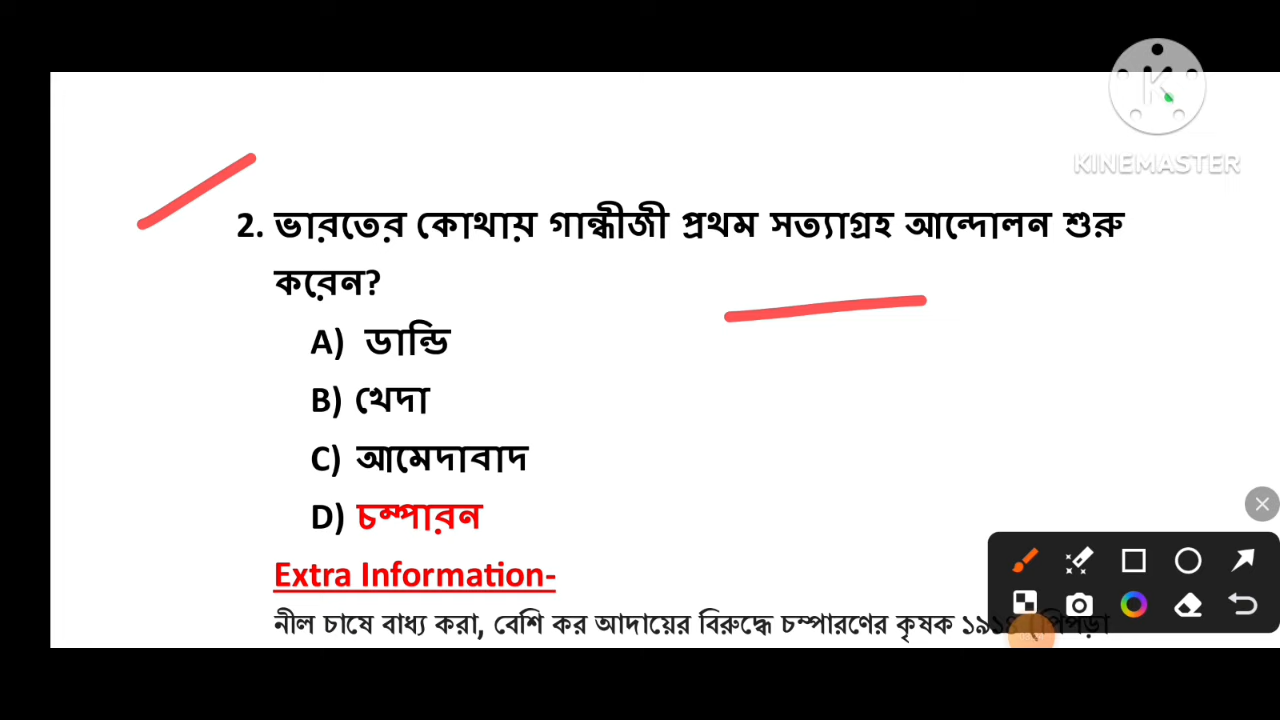 KINEMASTER
2. ভারতের কোথায় গান্ধীজী প্রথম সত্যাগ্রহ আন্দোলন শুরু
করেন?
A) ডান্ডি
B) খেদা
C) আমেদাবাদ
D) চম্পারন
Extra Information-
নীল চাষে বাধ্য করা, বেশি কর আদায়ের বিরুদ্ধে চম্পারণের কৃষক